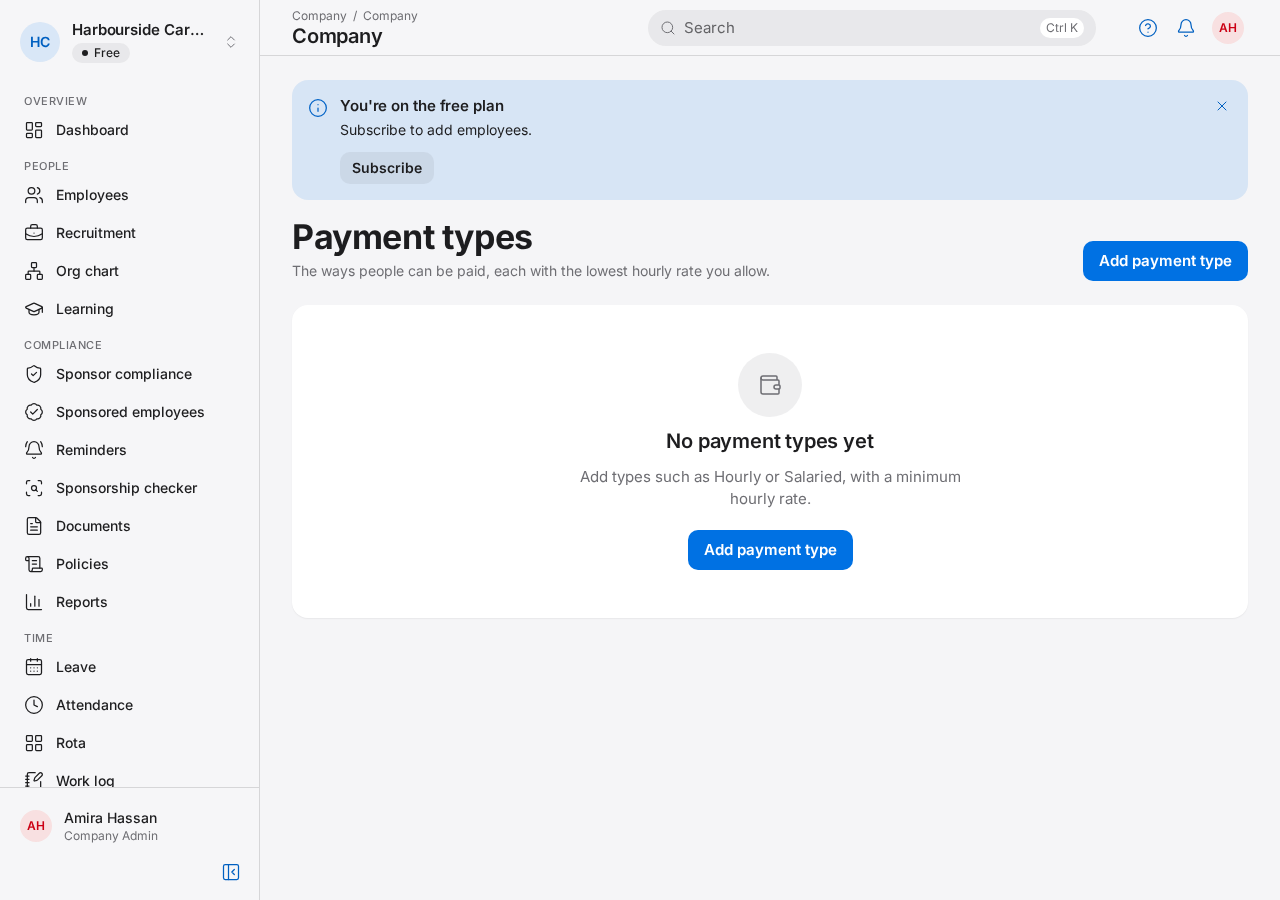 HC
Harbourside Car...
Free
OVERVIEW
Dashboard
PEOPLE
Employees
Recruitment
Org chart
Learning
COMPLIANCE
Sponsor compliance
Sponsored employees
Reminders
Sponsorship checker
Documents
Policies
Reports
TIME
Leave
Attendance
Rota
Work log
AH
Amira Hassan
Company Admin
Company / Company
Company
Search
Ctrl K
AH
You're on the free plan
Subscribe to add employees.
Subscribe
Payment types
The ways people can be paid, each with the lowest hourly rate you allow.
Add payment type
No payment types yet
Add types such as Hourly or Salaried, with a minimum
hourly rate.
Add payment type